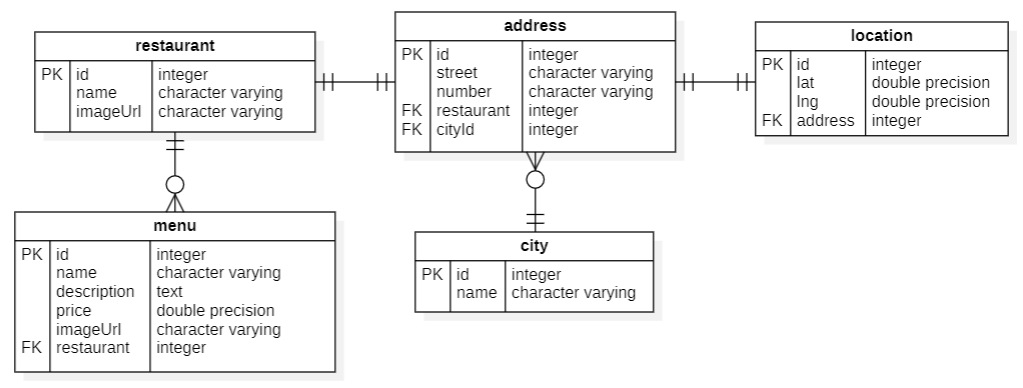 restaurant
PK id integer
name character varying
imageUrl character varying
address
PK id integer
street character varying
number character varying
FK restaurant integer
FK cityId integer
location
PK id integer
lat double precision
lng double precision
FK address integer
menu
PK id integer
name character varying
description text
price double precision
imageUrl character varying
FK restaurant integer
city
PK id integer
name character varying